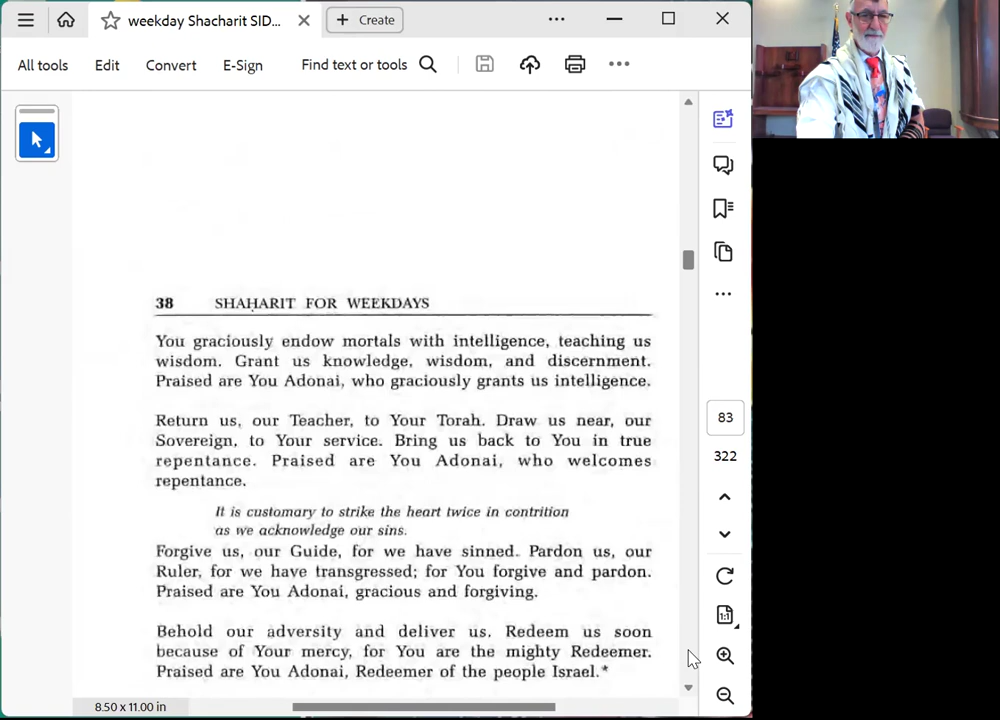 weekday Shacharit SID...
Create
All tools
Edit
Convert
E-Sign
Find text or tools
38 SHAḤARIT FOR WEEKDAYS
You graciously endow mortals with intelligence, teaching us
wisdom. Grant us knowledge, wisdom, and discernment.
Praised are You Adonai, who graciously grants us intelligence.
Return us, our Teacher, to Your Torah. Draw us near, our
Sovereign, to Your service. Bring us back to You in true
repentance. Praised are You Adonai, who welcomes
repentance.
It is customary to strike the heart twice in contrition
as we acknowledge our sins.
Forgive us, our Guide, for we have sinned. Pardon us, our
Ruler, for we have transgressed; for You forgive and pardon.
Praised are You Adonai, gracious and forgiving.
Behold our adversity and deliver us. Redeem us soon
because of Your mercy, for You are the mighty Redeemer.
Praised are You Adonai, Redeemer of the people Israel.*
83
322
1:1
8.50 x 11.00 in